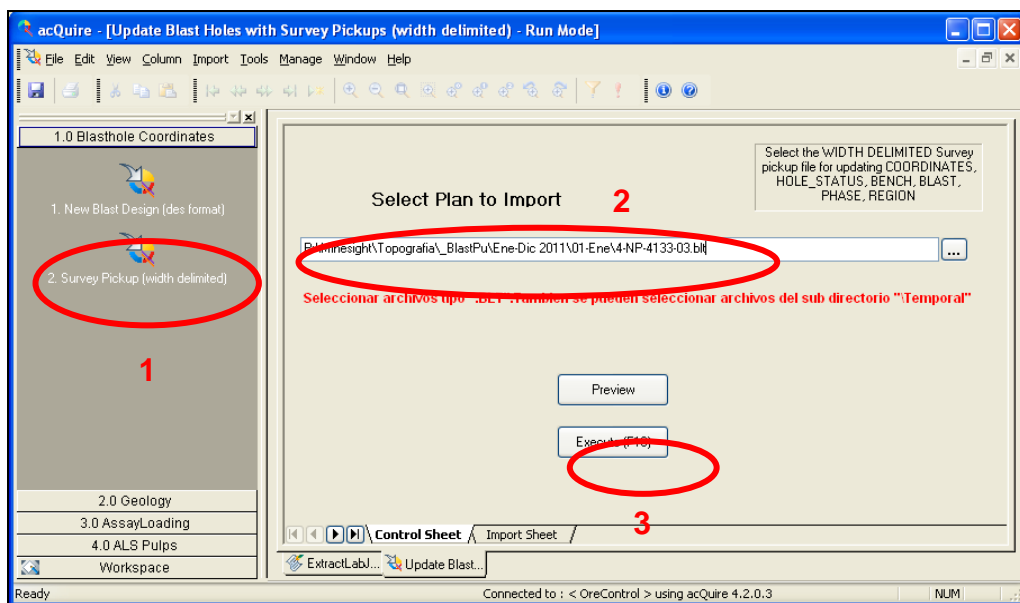 acQuire - [Update Blast Holes with Survey Pickups (width delimited) - Run Mode]
File Edit View Column Import Tools Manage Window Help
1.0 Blasthole Coordinates
1. New Blast Design (des format)
2. Survey Pickup (width delimited)
1
2.0 Geology
3.0 AssayLoading
4.0 ALS Pulps
Workspace
Select the WIDTH DELIMITED Survey
pickup file for updating COORDINATES,
HOLE_STATUS, BENCH, BLAST,
PHASE, REGION
Select Plan to Import
2
\Topografia\_BlastPu\Ene-Dic 2011\01-Ene\4-NP-4133-03.blt
...
Seleccionar archivos tipo ".BLT".Tambien se pueden seleccionar archivos del sub directorio "\Temporal"
Preview
Execute (F10)
3
Control Sheet Import Sheet
ExtractLabJ... Update Blast...
Ready Connected to : < OreControl > using acQuire 4.2.0.3 NUM